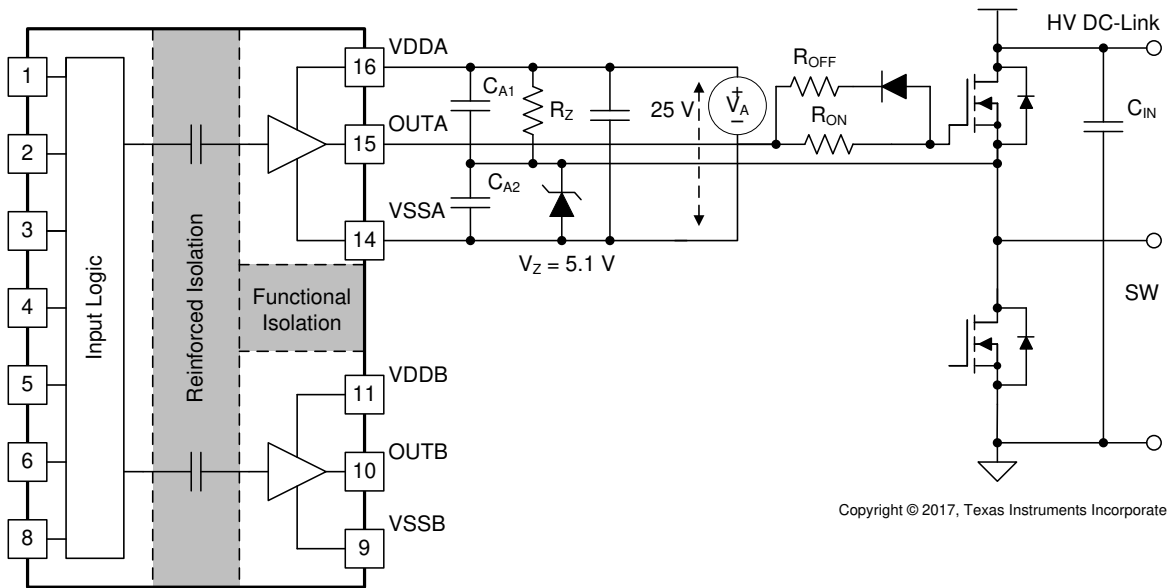 1
2
3
4
5
6
8
Input Logic
Reinforced Isolation
Functional
Isolation
VDDA
16
OUTA
15
VSSA
14
VDDB
11
OUTB
10
VSSB
9
CA1
RZ
CA2
VZ = 5.1 V
25 V
+
VA
−
ROFF
RON
HV DC-Link
CIN
SW
Copyright © 2017, Texas Instruments Incorporate